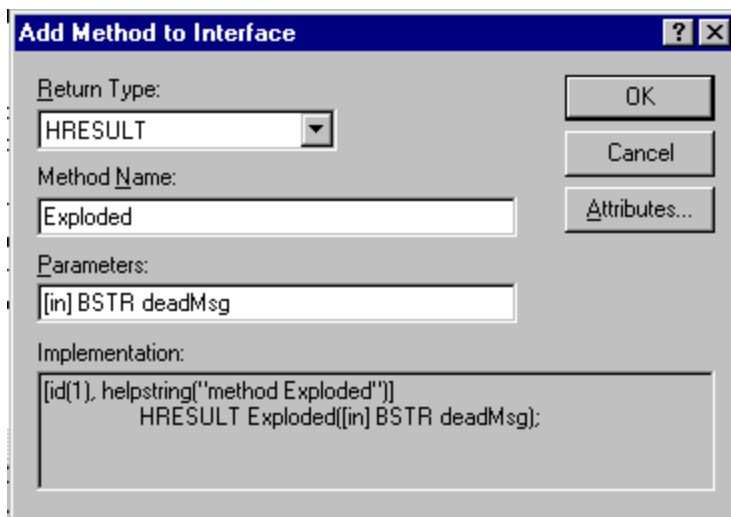 Add Method to Interface
Return Type:
HRESULT
Method Name:
Exploded
Parameters:
[in] BSTR deadMsg
Implementation:
[id(1), helpstring("method Exploded")]
HRESULT Exploded([in] BSTR deadMsg);
OK
Cancel
Attributes...